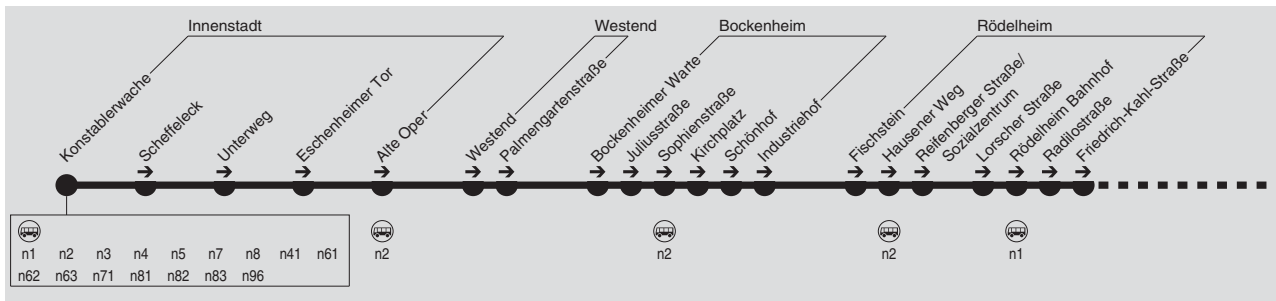 Innenstadt
Westend
Bockenheim
Rödelheim
Konstablerwache
Scheffeleck
Unterweg
Eschenheimer Tor
Alte Oper
Westend
Palmengartenstraße
Bockenheimer Warte
Juliusstraße
Sophienstraße
Kirchplatz
Schönhof
Industriehof
Fischstein
Hausener Weg
Reifenberger Straße/
Sozialzentrum
Lorscher Straße
Rödelheim Bahnhof
Radilostraße
Friedrich-Kahl-Straße
n1 n2 n3 n4 n5 n7 n8 n41 n61
n62 n63 n71 n81 n82 n83 n96
n2
n2
n2
n1